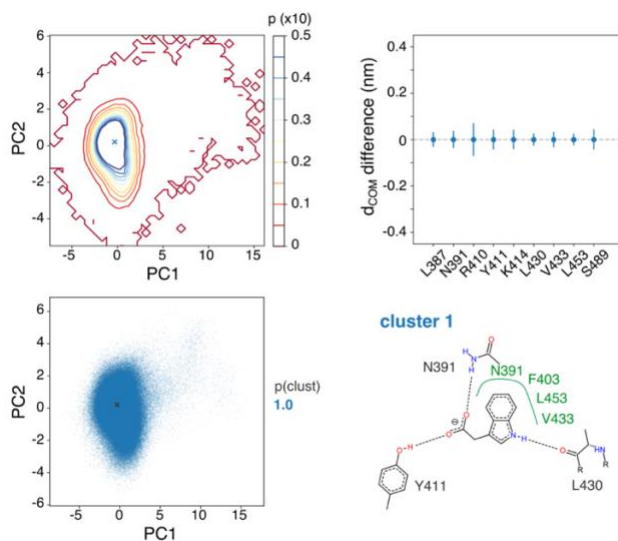 p (x10)
6
4
2
0
-2
-4
PC2
-5
0
5
10
15
PC1
0.5
0.4
0.3
0.2
0.1
0
d_COM difference (nm)
0.4
0.2
0
-0.2
-0.4
L387
N391
R410
Y411
K414
L430
V433
L453
S489
6
4
2
0
-2
-4
-6
PC2
-5
0
5
10
15
PC1
p(clust)
1.0
cluster 1
N391
H
N
H
O
N391
F403
L453
V433
O
⊖
O
H
O
N
H
O
HN
R
R
Y411
L430